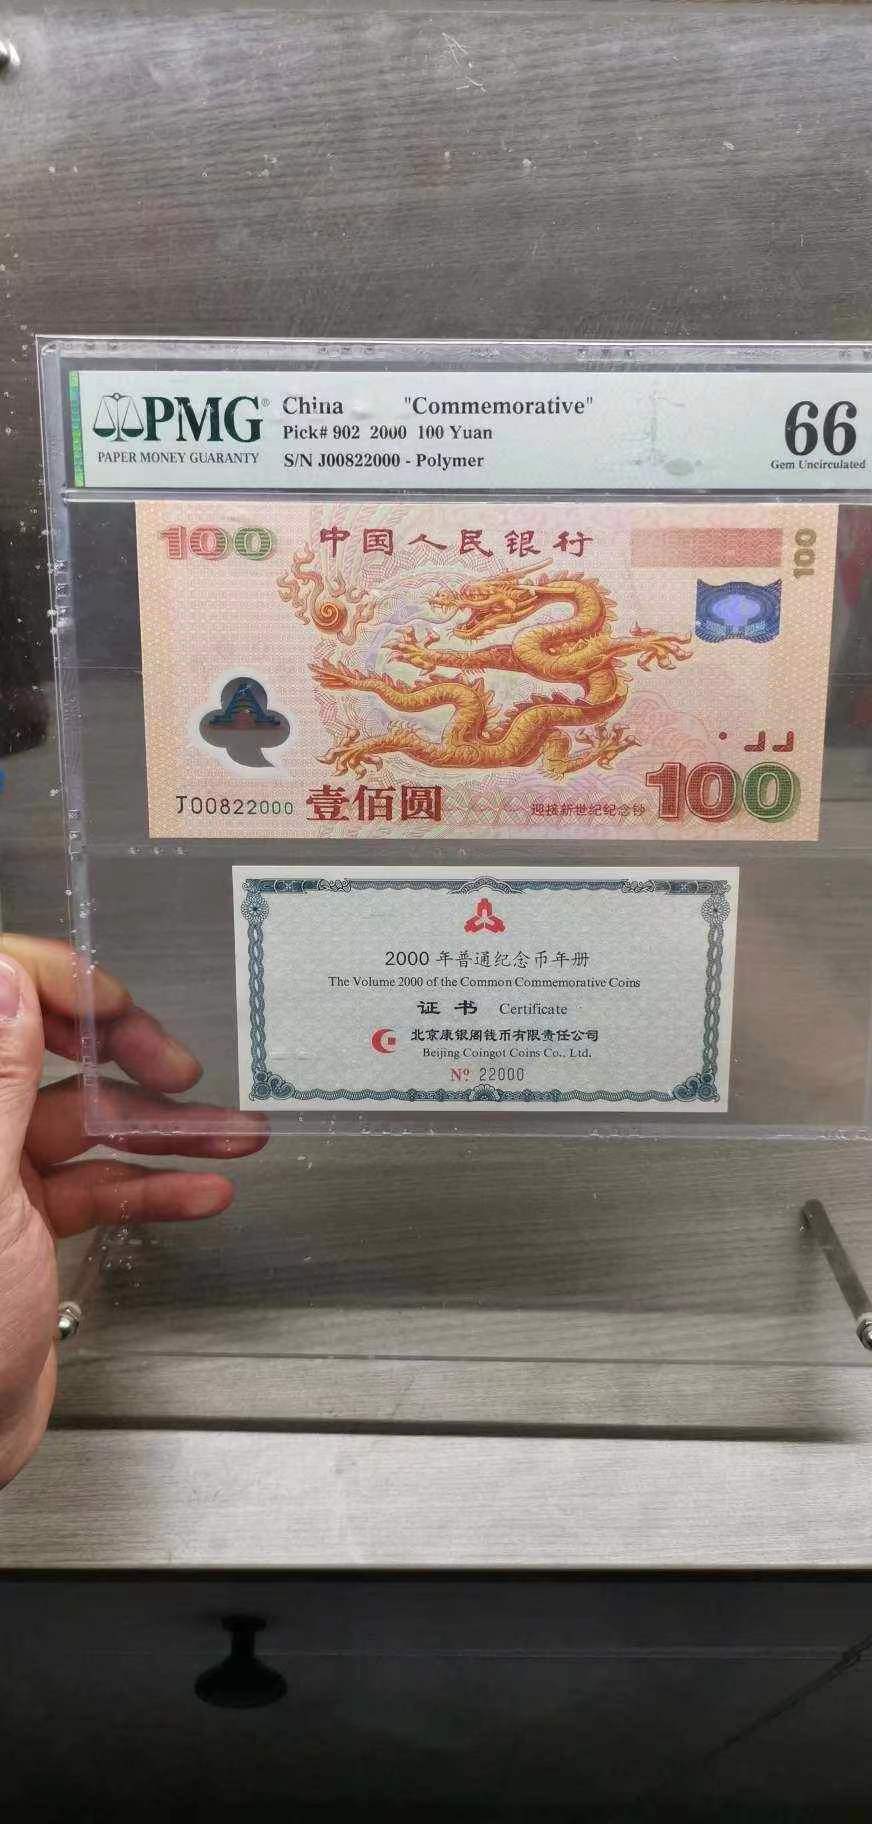 PMG®
PAPER MONEY GUARANTY
China "Commemorative"
Pick# 902 2000 100 Yuan
S/N J00822000 - Polymer
66
Gem Uncirculated
100 中国人民银行
100
J00822000 壹佰圆
迎接新世纪纪念钞 100
2000 年普通纪念币年册
The Volume 2000 of the Common Commemorative Coins
证书 Certificate
北京康银阁钱币有限责任公司
Beijing Coingot Coins Co., Ltd.
Nº 22000